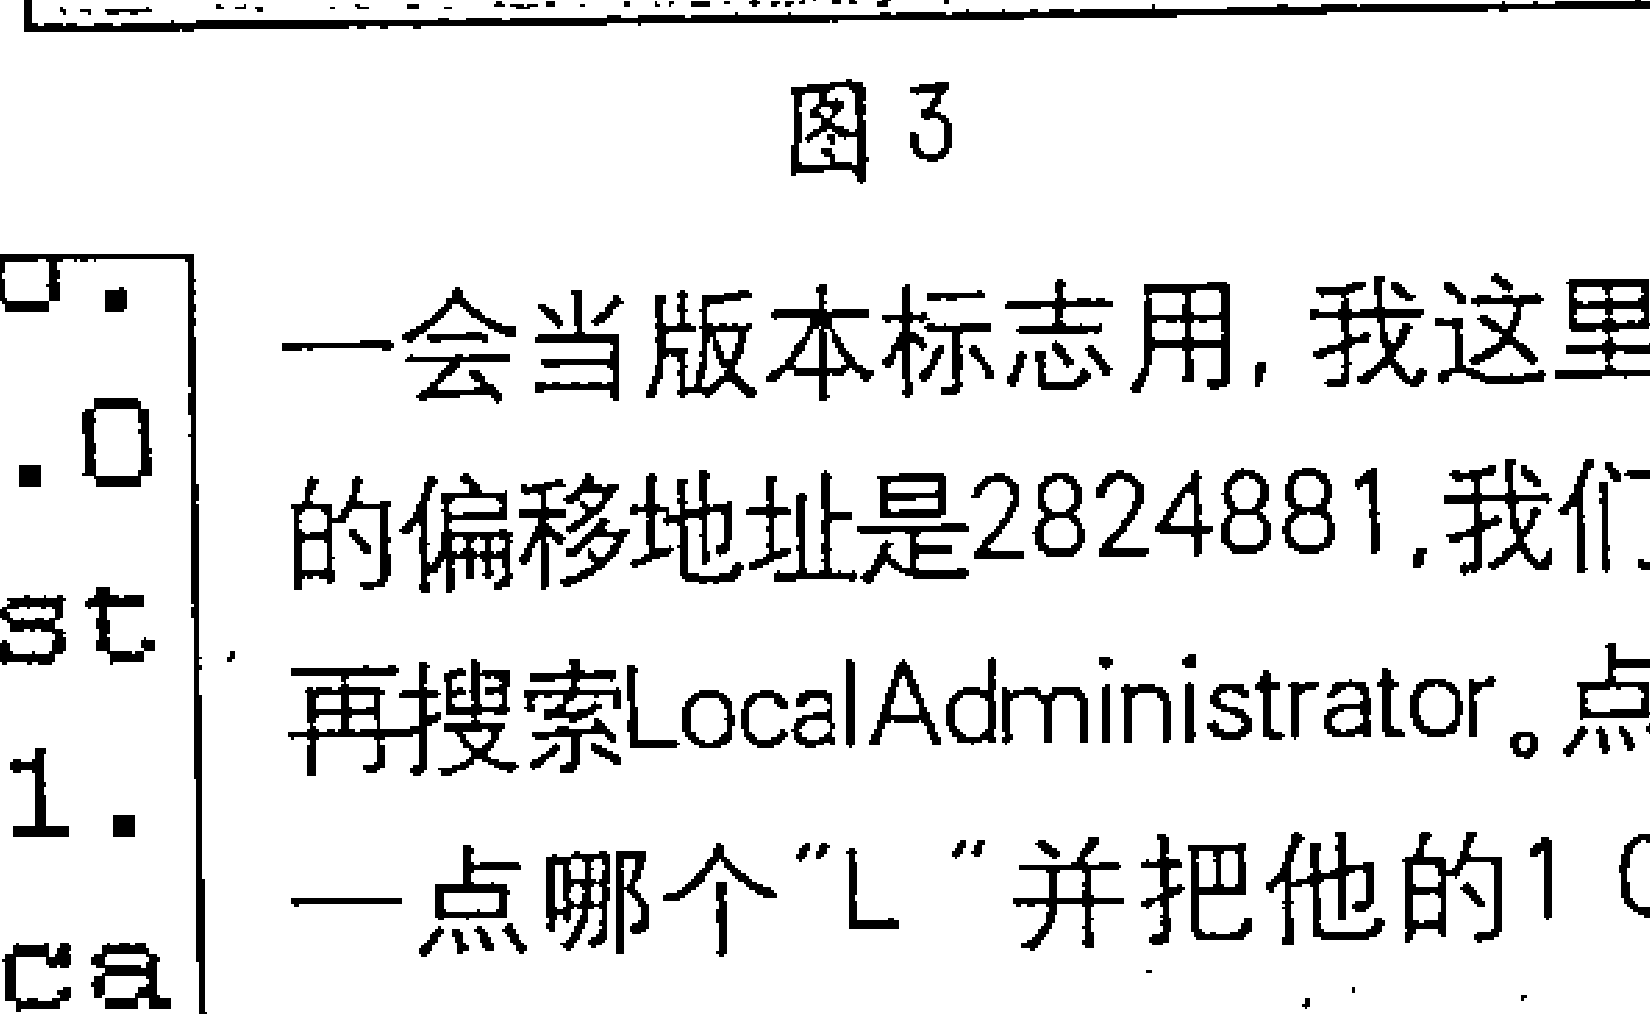 图3
一会当版本标志用,我这里
的偏移地址是2824881,我们
再搜索LocalAdministrator。点
一点哪个"L "并把他的1
.
.O
st
1.
ca